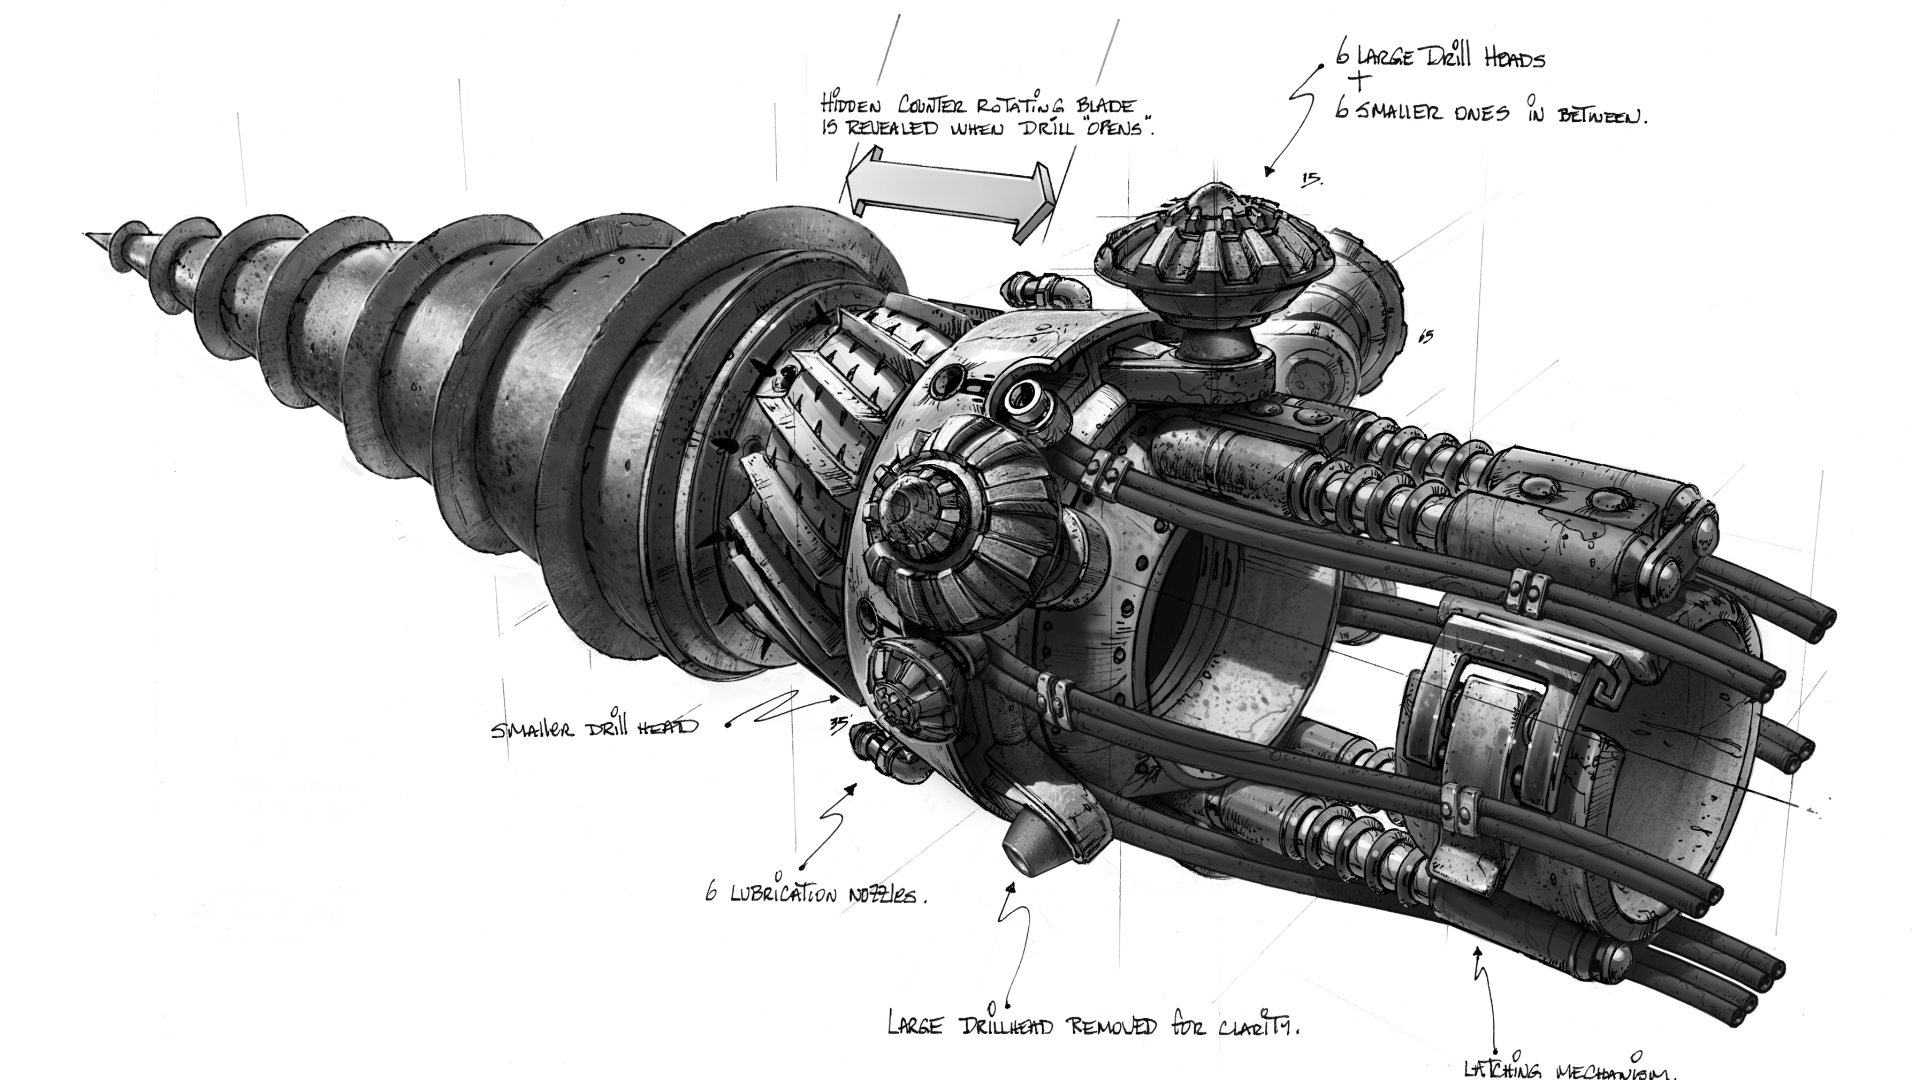 6 LARGE DRILL HEADS
+
6 SMALLER ONES IN BETWEEN.
HIDDEN COUNTER ROTATING BLADE
IS REVEALED WHEN DRILL "OPENS".
15.
65
SMALLER DRILL HEAD
35.
6 LUBRICATION NOZZLES.
LARGE DRILLHEAD REMOVED FOR CLARITY.
LATCHING MECHANISM.